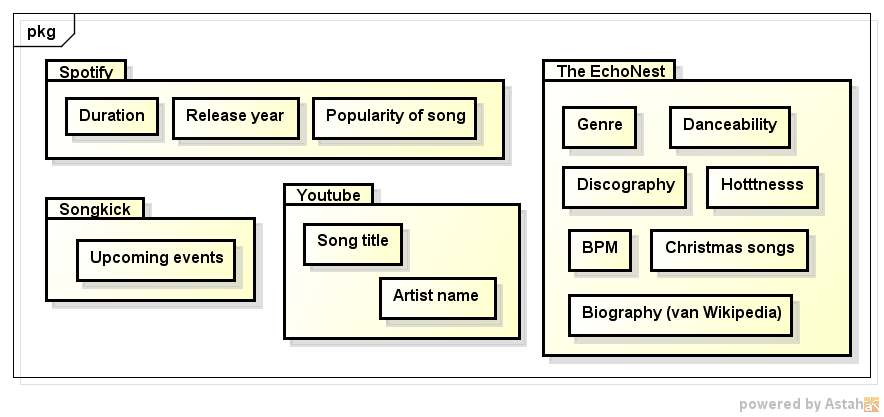 pkg
Spotify
Duration
Release year
Popularity of song
The EchoNest
Genre
Danceability
Discography
Hotttnesss
BPM
Christmas songs
Biography (van Wikipedia)
Songkick
Upcoming events
Youtube
Song title
Artist name
powered by Astah